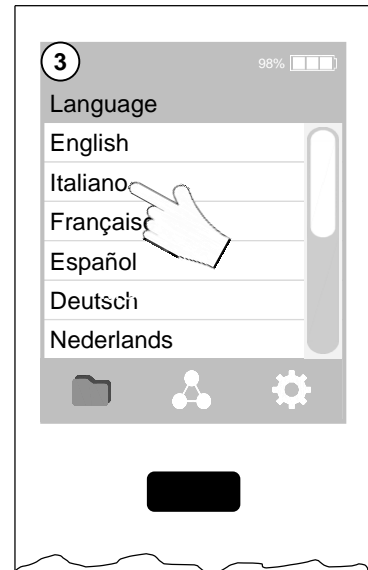 3
98%
Language
English
Italiano
Français
Español
Deutsch
Nederlands